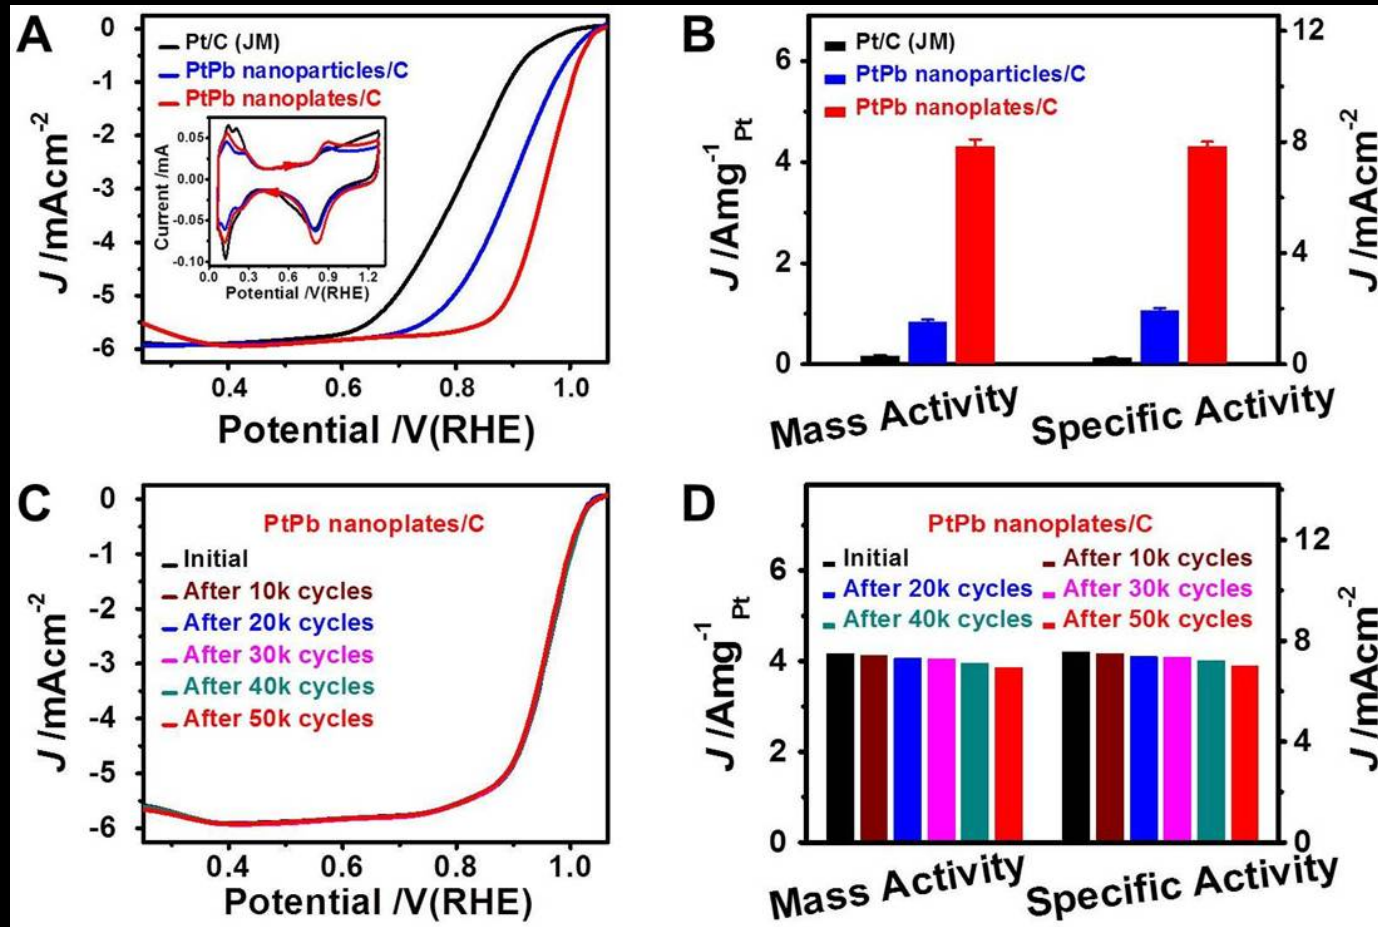 A
J /mAcm-2
0
-1
-2
-3
-4
-5
-6
Pt/C (JM)
PtPb nanoparticles/C
PtPb nanoplates/C
Current /mA
0.05
0.00
-0.05
-0.10
0.0 0.3 0.6 0.9 1.2
Potential /V(RHE)
0.4 0.6 0.8 1.0
Potential /V(RHE)
B
J /Amg-1 Pt
6
4
2
0
Pt/C (JM)
PtPb nanoparticles/C
PtPb nanoplates/C
12
8
4
0
J /mAcm-2
Mass Activity
Specific Activity
C
J /mAcm-2
0
-1
-2
-3
-4
-5
-6
PtPb nanoplates/C
Initial
After 10k cycles
After 20k cycles
After 30k cycles
After 40k cycles
After 50k cycles
0.4 0.6 0.8 1.0
Potential /V(RHE)
D
J /Amg-1 Pt
6
4
2
0
PtPb nanoplates/C
Initial After 10k cycles
After 20k cycles After 30k cycles
After 40k cycles After 50k cycles
12
8
4
0
J /mAcm-2
Mass Activity
Specific Activity